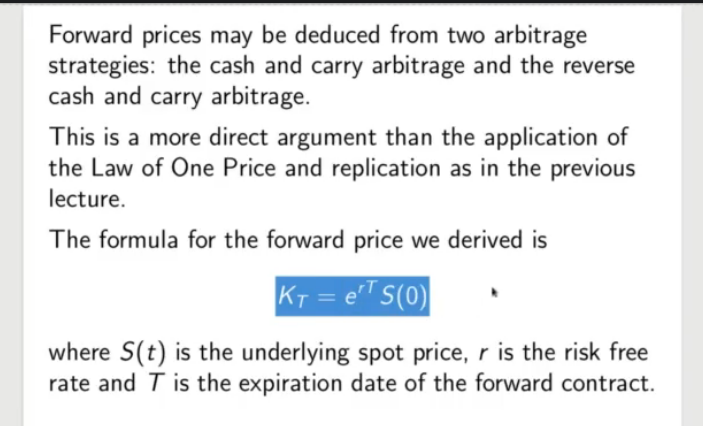 Forward prices may be deduced from two arbitrage
strategies: the cash and carry arbitrage and the reverse
cash and carry arbitrage.
This is a more direct argument than the application of
the Law of One Price and replication as in the previous
lecture.
The formula for the forward price we derived is
K_T = e^{rT} S(0)
where S(t) is the underlying spot price, r is the risk free
rate and T is the expiration date of the forward contract.